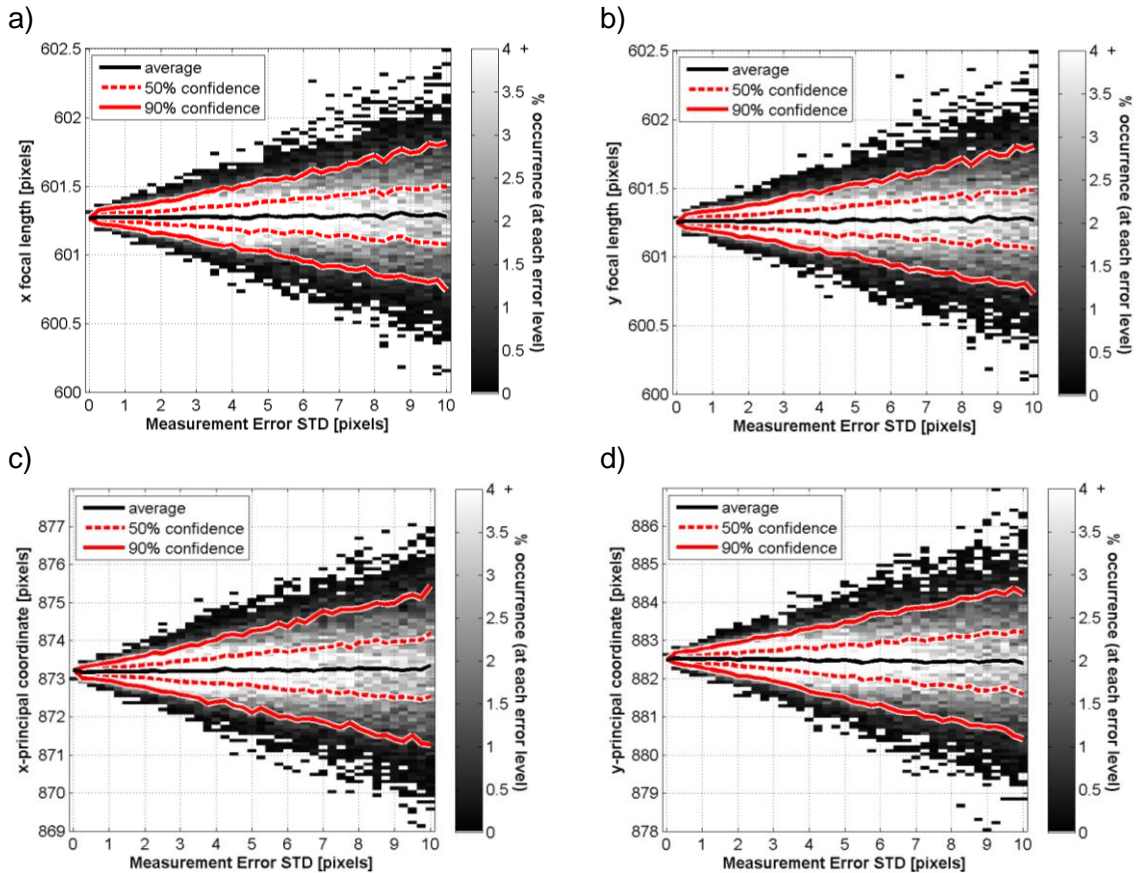 a)
602.5
602
601.5
601
600.5
600
x focal length [pixels]
average
50% confidence
90% confidence
0 1 2 3 4 5 6 7 8 9 10
Measurement Error STD [pixels]
4 +
3.5
3
2.5
2
1.5
1
0.5
0
% occurrence (at each error level)
b)
602.5
602
601.5
601
600.5
600
y focal length [pixels]
average
50% confidence
90% confidence
0 1 2 3 4 5 6 7 8 9 10
Measurement Error STD [pixels]
4 +
3.5
3
2.5
2
1.5
1
0.5
0
% occurrence (at each error level)
c)
877
876
875
874
873
872
871
870
869
x-principal coordinate [pixels]
average
50% confidence
90% confidence
0 1 2 3 4 5 6 7 8 9 10
Measurement Error STD [pixels]
4 +
3.5
3
2.5
2
1.5
1
0.5
0
% occurrence (at each error level)
d)
886
885
884
883
882
881
880
879
878
y-principal coordinate [pixels]
average
50% confidence
90% confidence
0 1 2 3 4 5 6 7 8 9 10
Measurement Error STD [pixels]
4 +
3.5
3
2.5
2
1.5
1
0.5
0
% occurrence (at each error level)